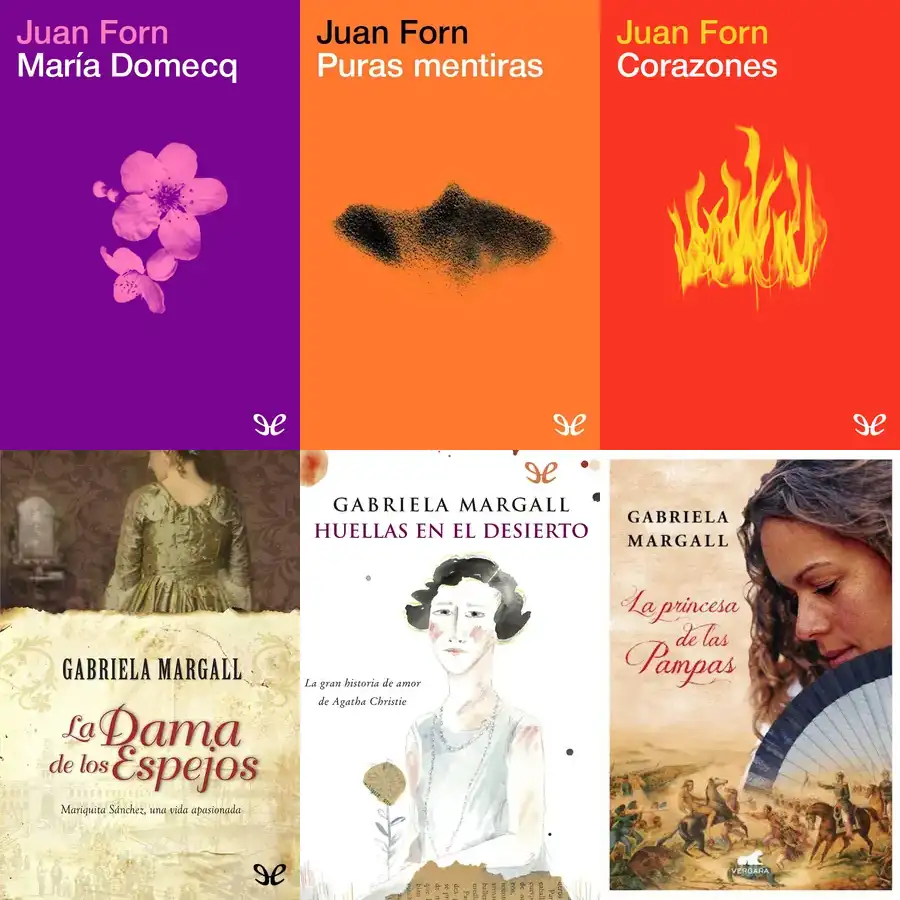 Juan Forn
María Domecq
Juan Forn
Puras mentiras
Juan Forn
Corazones
GABRIELA MARGALL
La Dama
de los Espejos
Mariquita Sánchez, una vida apasionada
GABRIELA MARGALL
HUELLAS EN EL DESIERTO
La gran historia de amor
de Agatha Christie
GABRIELA
MARGALL
La princesa
de las
Pampas
VERGARA